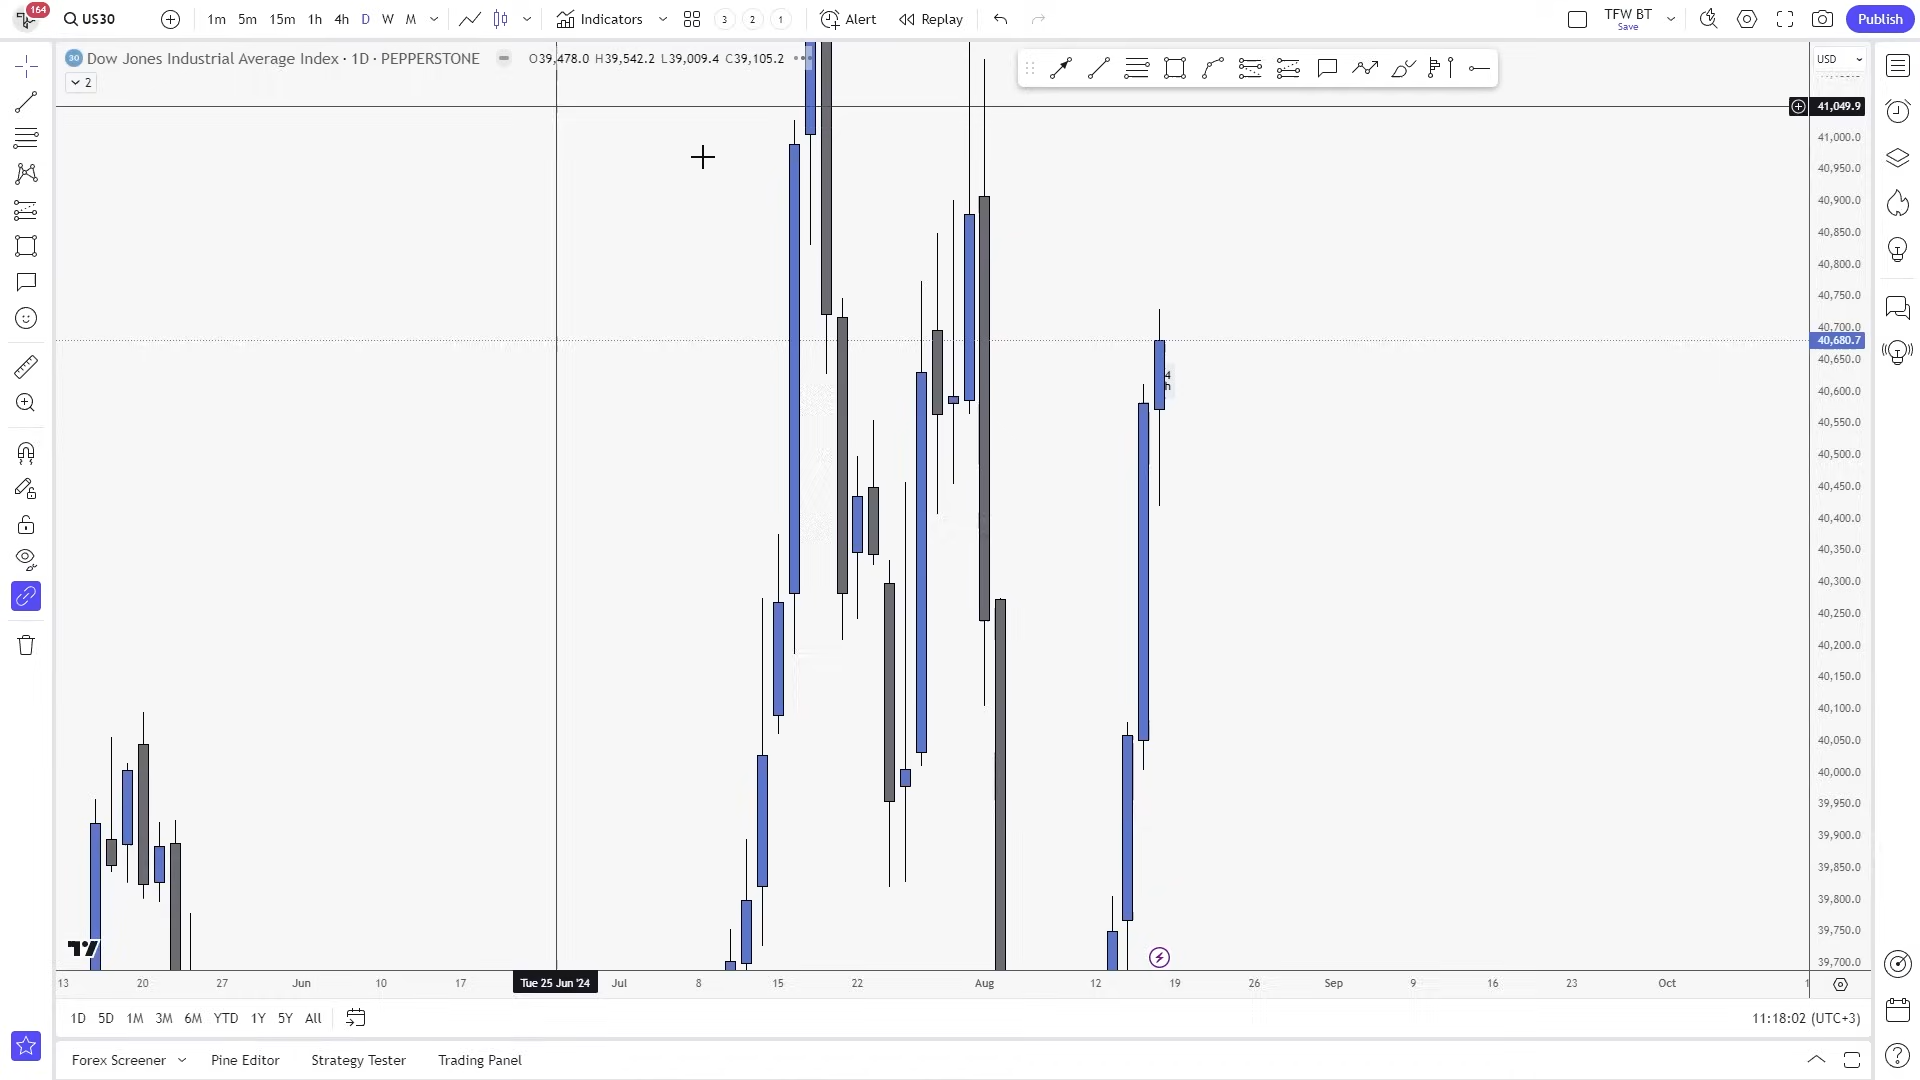 164
US30
1m 5m 15m 1h 4h D W M
Indicators
3 2 1
Alert
Replay
TFW BT
Save
Publish
30
Dow Jones Industrial Average Index · 1D · PEPPERSTONE
O39,478.0 H39,542.2 L39,009.4 C39,105.2
2
USD
41,049.9
41,000.0
40,950.0
40,900.0
40,850.0
40,800.0
40,750.0
40,700.0
40,680.7
40,650.0
40,600.0
40,550.0
40,500.0
40,450.0
40,400.0
40,350.0
40,300.0
40,250.0
40,200.0
40,150.0
40,100.0
40,050.0
40,000.0
39,950.0
39,900.0
39,850.0
39,800.0
39,750.0
39,700.0
4
h
13 20 27 Jun 10 17 Tue 25 Jun '24 Jul 8 15 22 Aug 12 19 26 Sep 9 16 23 Oct 1
1D 5D 1M 3M 6M YTD 1Y 5Y All
11:18:02 (UTC+3)
Forex Screener Pine Editor Strategy Tester Trading Panel